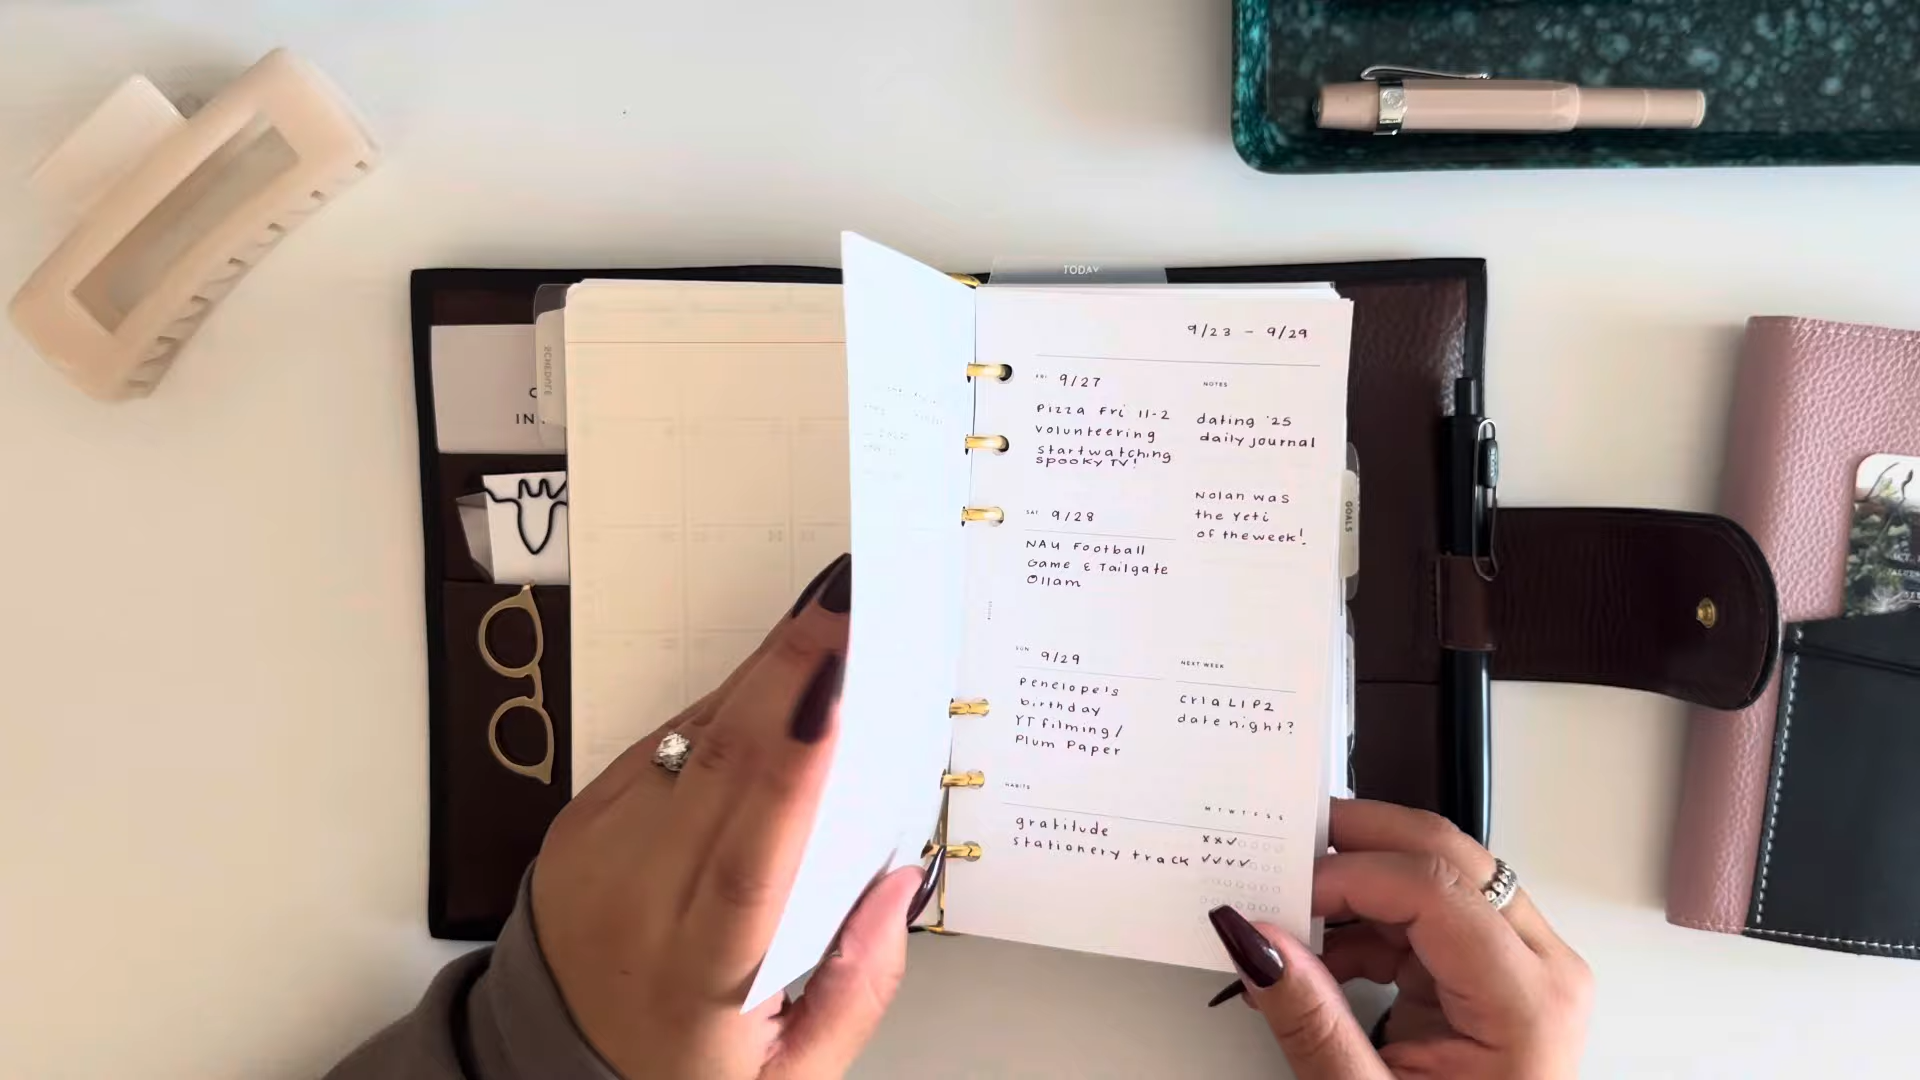 TODAY
SCHEDULE
IN
9/23 - 9/29
FRI 9/27
Pizza Fri 11-2
volunteering
start watching
spooky TV!
NOTES
dating '25
daily journal
Nolan was
the Yeti
of the week!
SAT 9/28
NAU Football
Game & Tailgate
011am
GOALS
SUN 9/29
Penelope's
birthday
YT filming/
Plum Paper
NEXT WEEK
date night?
HABITS
M T W T F S S
gratitude
stationery track